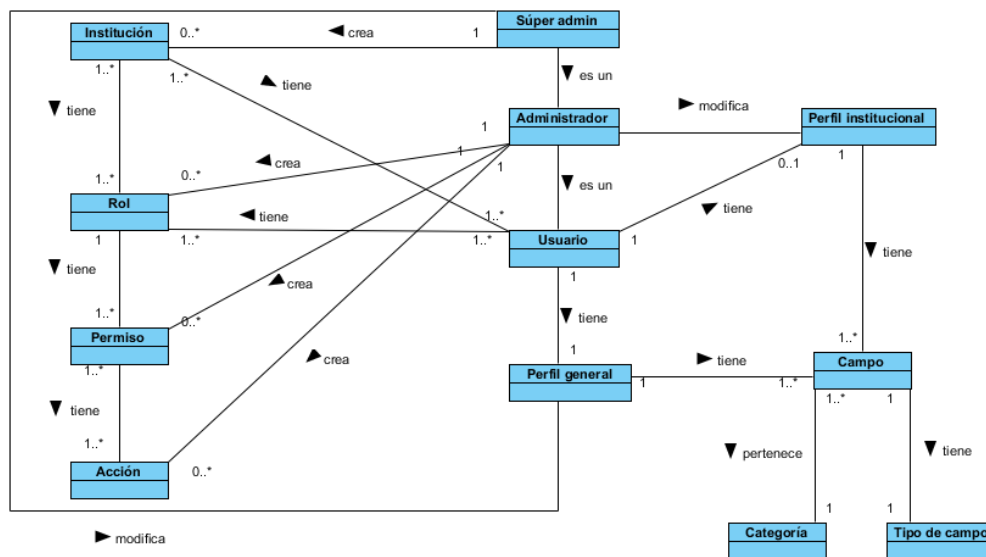 Institución
0..*
crea
1
Súper admin
1..*
1..*
tiene
es un
tiene
Administrador
modifica
Perfil institucional
1
1
1
crea
0..*
1
0..1
es un
1..*
0..*
tiene
Rol
tiene
1..*
1..*
1..*
Usuario
1
1
1
tiene
tiene
crea
1
tiene
1..*
0..*
Permiso
1..*
tiene
crea
1
1..*
Perfil general
1
tiene
1..*
Campo
1..*
1
tiene
1..*
0..*
pertenece
tiene
Acción
1
1
modifica
Categoría
Tipo de campo